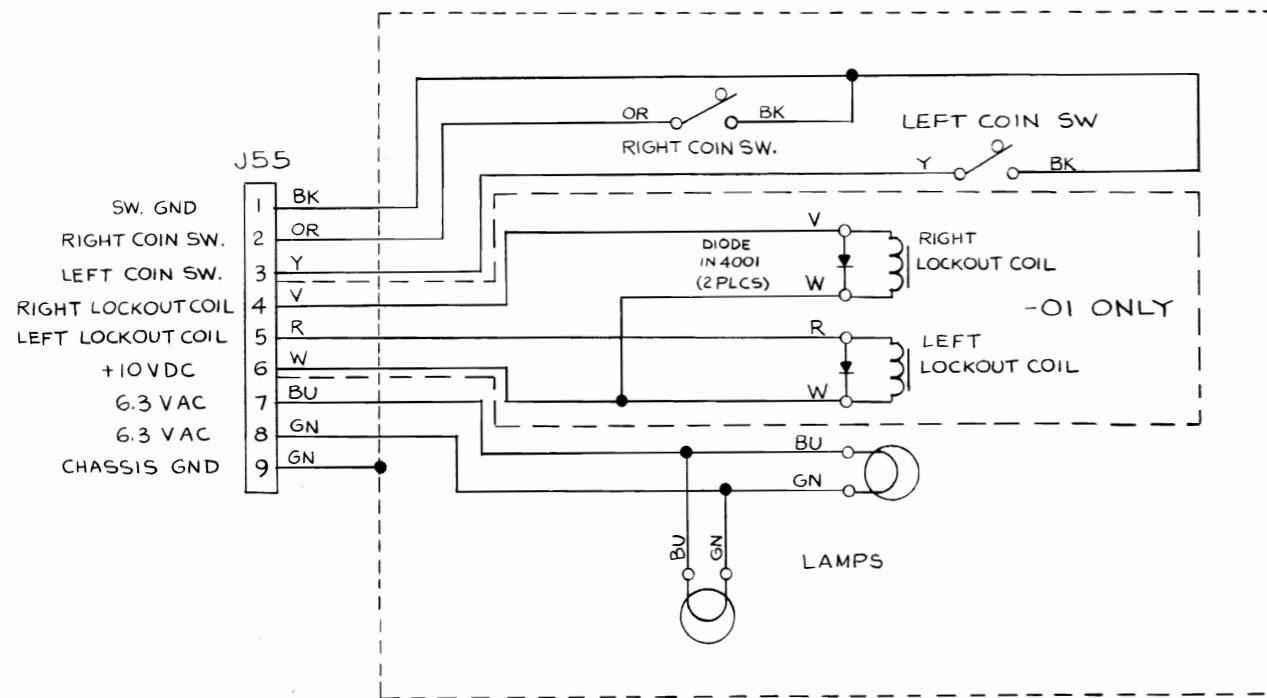 OR
BK
RIGHT COIN SW.
LEFT COIN SW
Y
BK
J55
SW. GND 1 BK
RIGHT COIN SW. 2 OR
LEFT COIN SW. 3 Y
RIGHT LOCKOUT COIL 4 V
LEFT LOCKOUT COIL 5 R
+10VDC 6 W
6.3 VAC 7 BU
6.3 VAC 8 GN
CHASSIS GND 9 GN
V
DIODE
IN 4001
(2 PLCS)
W
RIGHT
LOCKOUT COIL
-01 ONLY
R
W
LEFT
LOCKOUT COIL
BU
GN
BU
GN
LAMPS